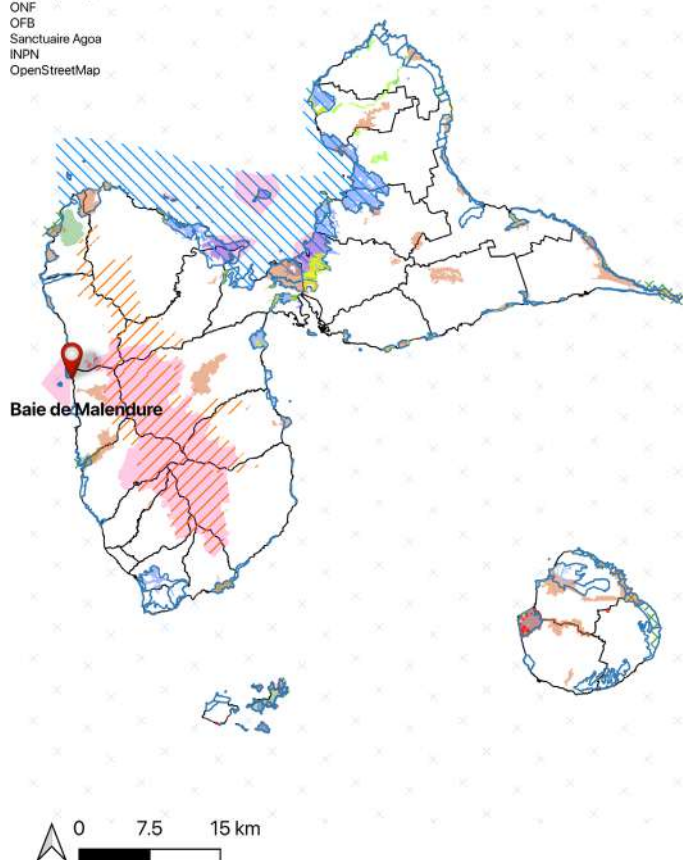 ONF
OFB
Sanctuaire Agoa
INPN
OpenStreetMap
Baie de Malendure
0 7.5 15 km